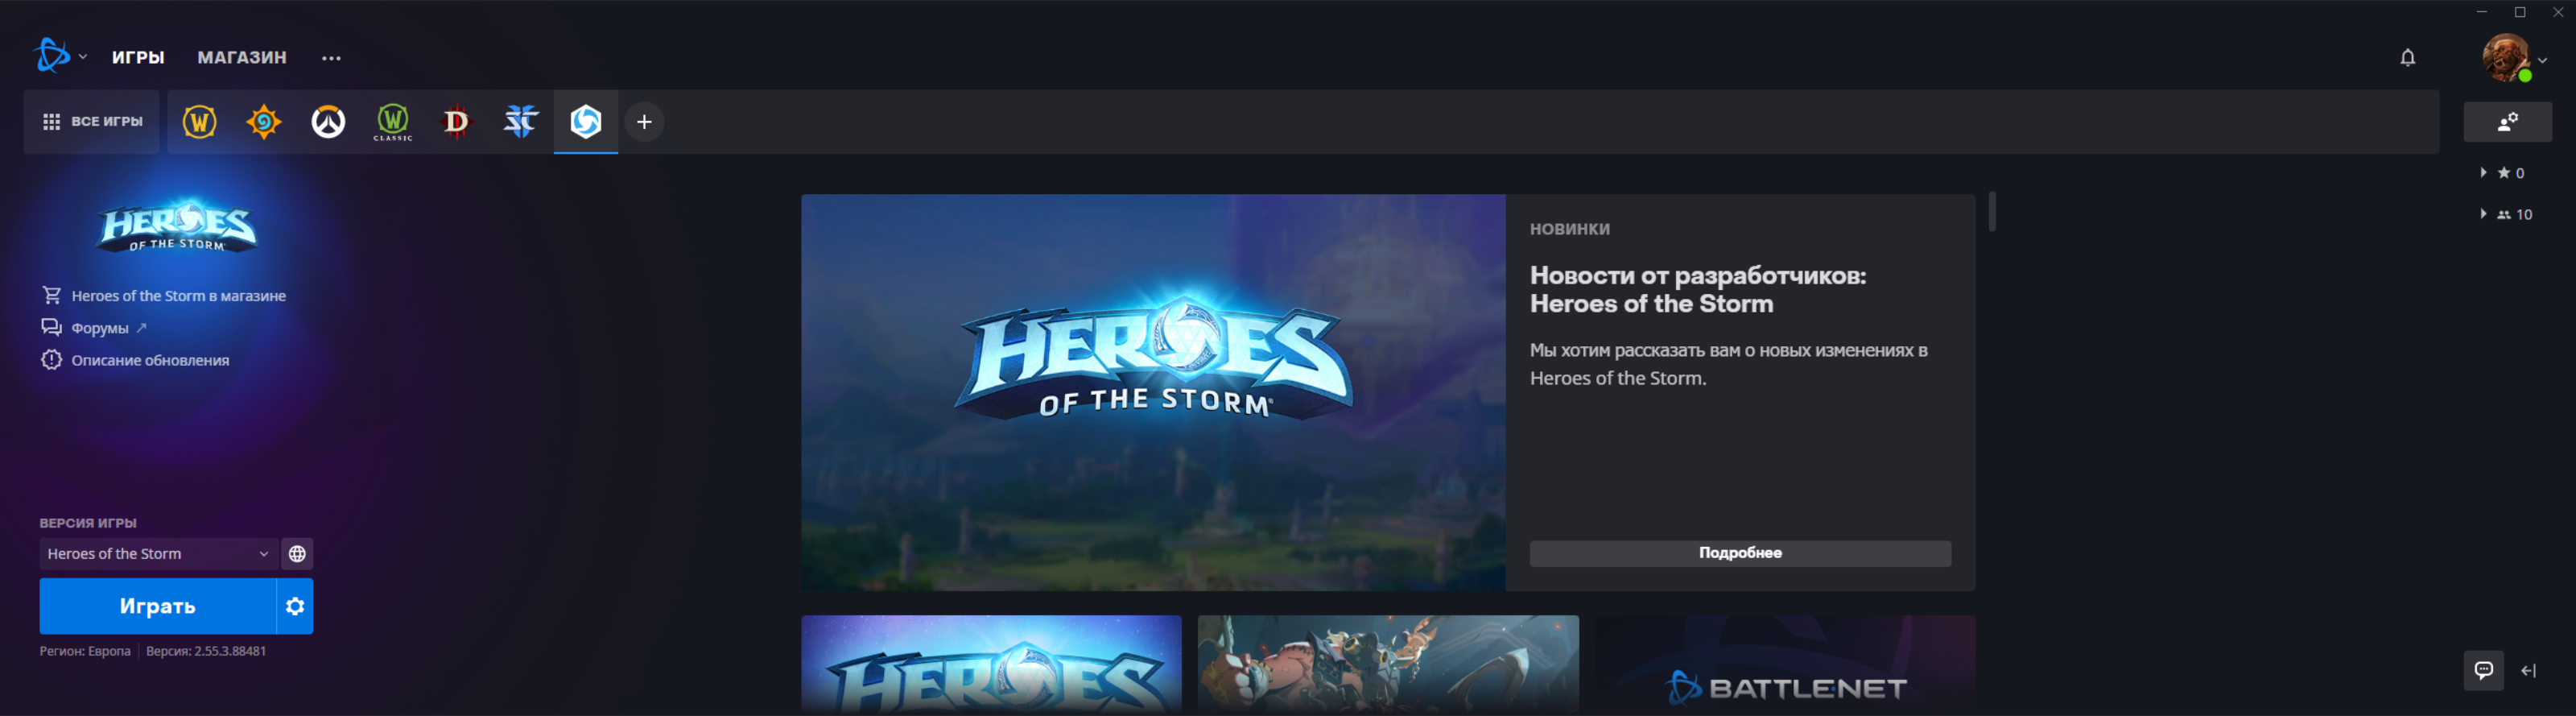 ИГРЫ
МАГАЗИН
ВСЕ ИГРЫ
W
W
CLASSIC
D
SC
0
10
HEROES
OF THE STORM
Heroes of the Storm в магазине
Форумы
Описание обновления
ВЕРСИЯ ИГРЫ
Heroes of the Storm
Играть
Регион: Европа
Версия: 2.55.3.88481
HEROES
OF THE STORM
НОВИНКИ
Новости от разработчиков:
Heroes of the Storm
Мы хотим рассказать вам о новых изменениях в
Heroes of the Storm.
Подробнее
HEROES
BATTLE.NET